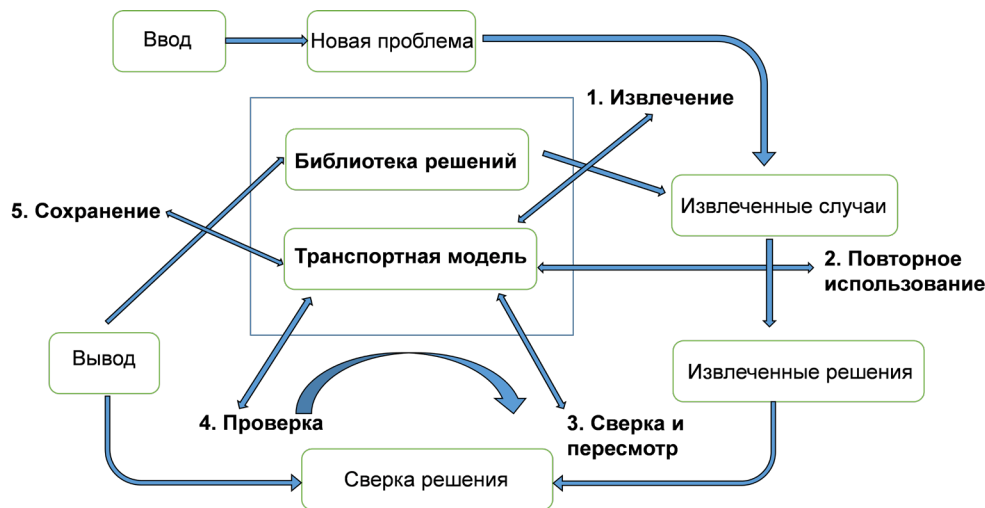 Ввод
Новая проблема
1. Извлечение
Библиотека решений
Извлеченные случаи
5. Сохранение
Транспортная модель
2. Повторное
использование
Вывод
Извлеченные решения
4. Проверка
3. Сверка и
пересмотр
Сверка решения